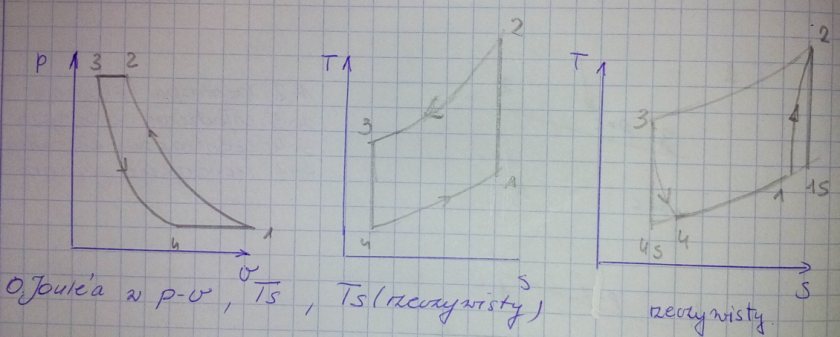 p 3 2 4 1 v
T 2 3 1 4 s
T 2 3 4s 4 1 1s s
O. Joule'a w p-v, Ts, Ts (rzeczywisty)
rzeczywisty.